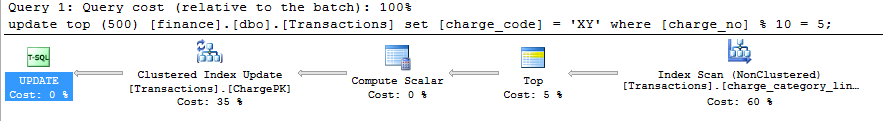 Query 1: Query cost (relative to the batch): 100%
update top (500) [finance].[dbo].[Transactions] set [charge_code] = 'XY' where [charge_no] % 10 = 5;
T-SQL
UPDATE
Cost: 0 %
Clustered Index Update
[Transactions].[ChargePK]
Cost: 35 %
Compute Scalar
Cost: 0 %
Top
Cost: 5 %
Index Scan (NonClustered)
[Transactions].[charge_category_lin…
Cost: 60 %